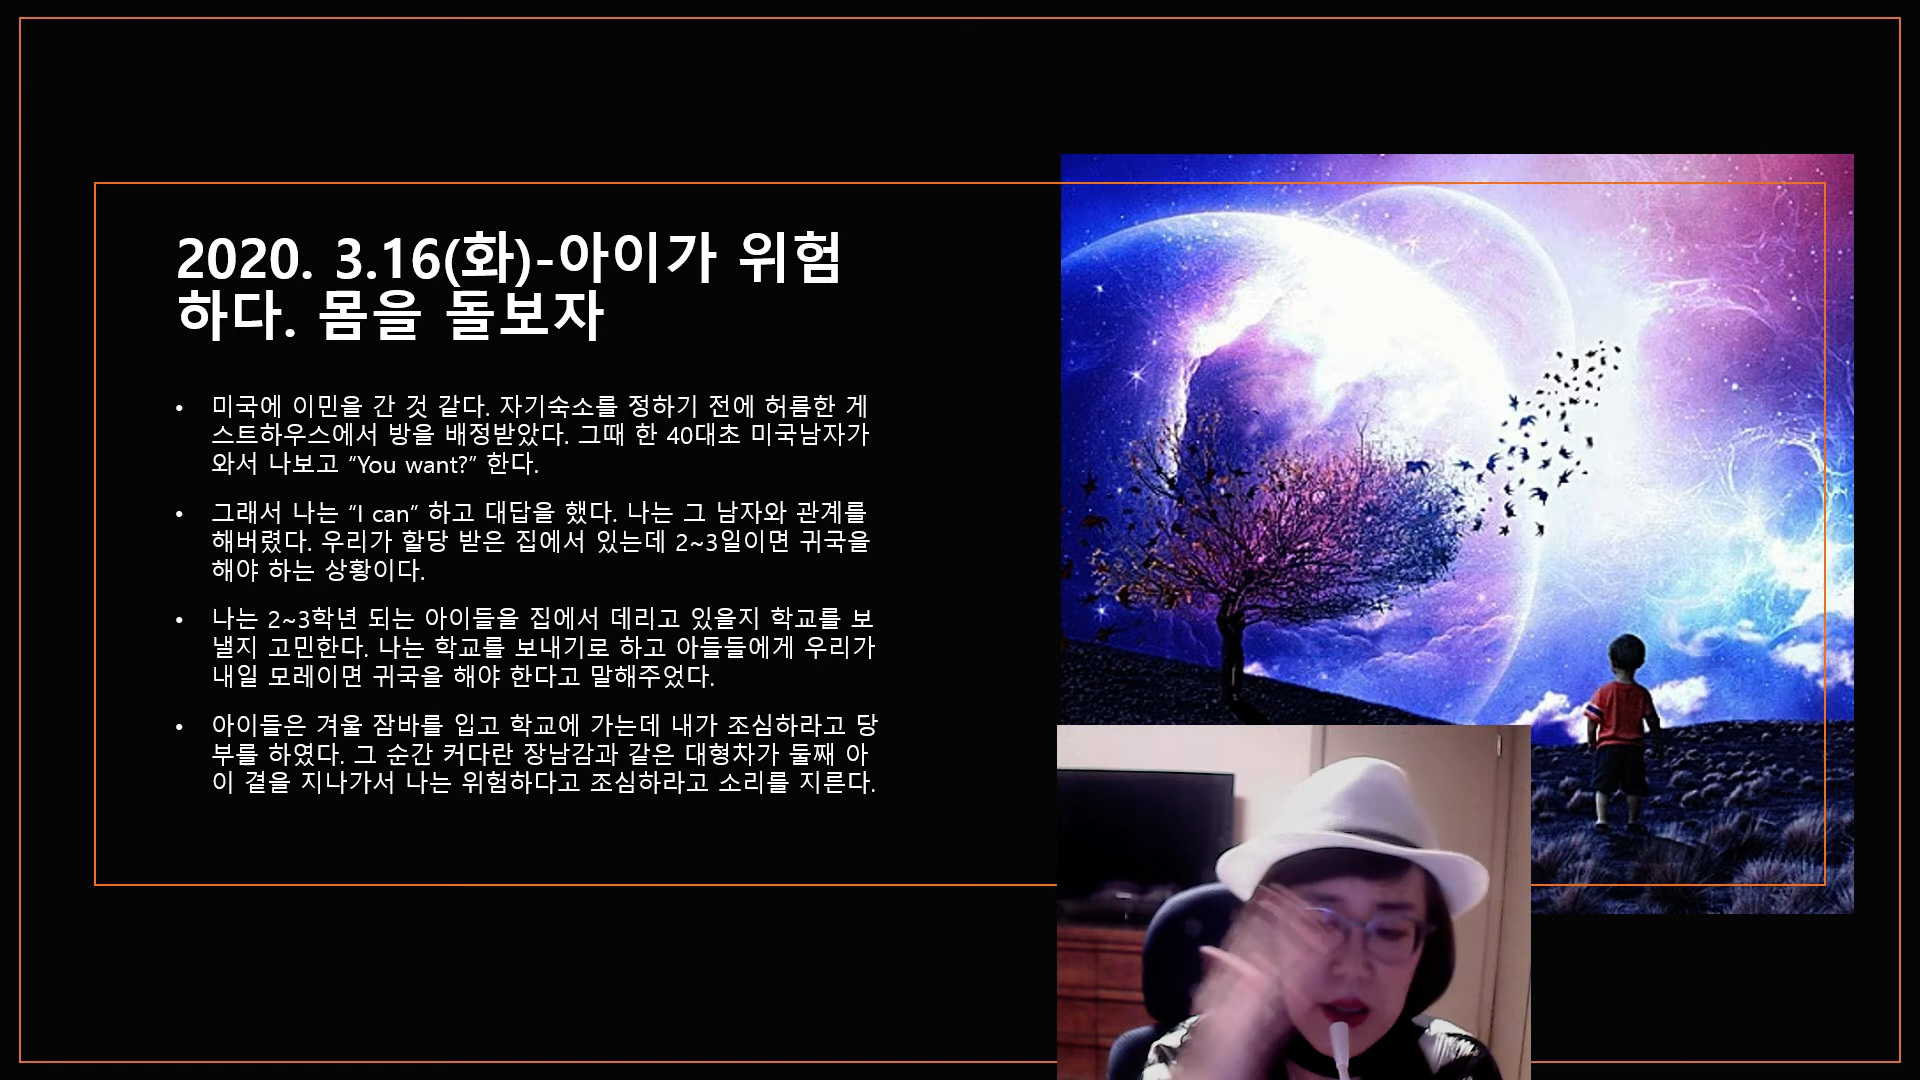 2020. 3.16(화)-아이가 위험
하다. 몸을 돌보자
• 미국에 이민을 간 것 같다. 자기숙소를 정하기 전에 허름한 게
스트하우스에서 방을 배정받았다. 그때 한 40대초 미국남자가
와서 나보고 “You want?” 한다.
• 그래서 나는 “I can” 하고 대답을 했다. 나는 그 남자와 관계를
해버렸다. 우리가 할당 받은 집에서 있는데 2~3일이면 귀국을
해야 하는 상황이다.
• 나는 2~3학년 되는 아이들을 집에서 데리고 있을지 학교를 보
낼지 고민한다. 나는 학교를 보내기로 하고 아들들에게 우리가
내일 모레이면 귀국을 해야 한다고 말해주었다.
• 아이들은 겨울 잠바를 입고 학교에 가는데 내가 조심하라고 당
부를 하였다. 그 순간 커다란 장남감과 같은 대형차가 둘째 아
이 곁을 지나가서 나는 위험하다고 조심하라고 소리를 지른다.